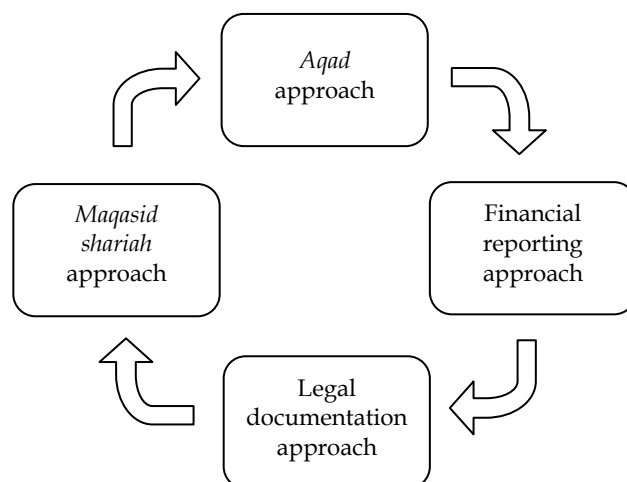 Aqad
approach
Financial
reporting
approach
Legal
documentation
approach
Maqasid
shariah
approach